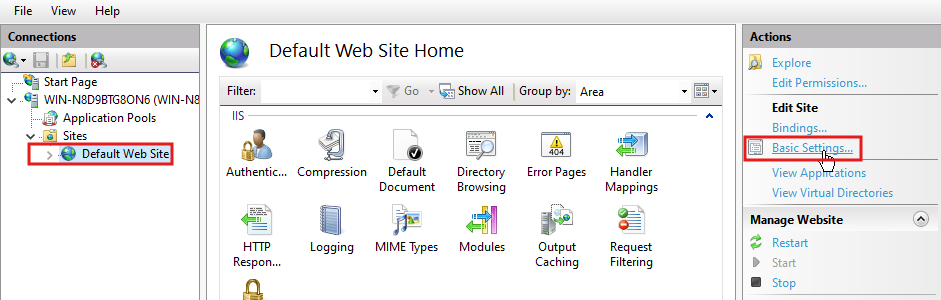 File View Help
Connections
Start Page
WIN-N8D9BTG8ON6 (WIN-N8
Application Pools
Sites
Default Web Site
Default Web Site Home
Filter: Go Show All Group by: Area
IIS
Authentic... Compression Default Document Directory Browsing Error Pages Handler Mappings
HTTP Respon... Logging MIME Types Modules Output Caching Request Filtering
404
Actions
Explore
Edit Permissions...
Edit Site
Bindings...
Basic Settings...
View Applications
View Virtual Directories
Manage Website
Restart
Start
Stop